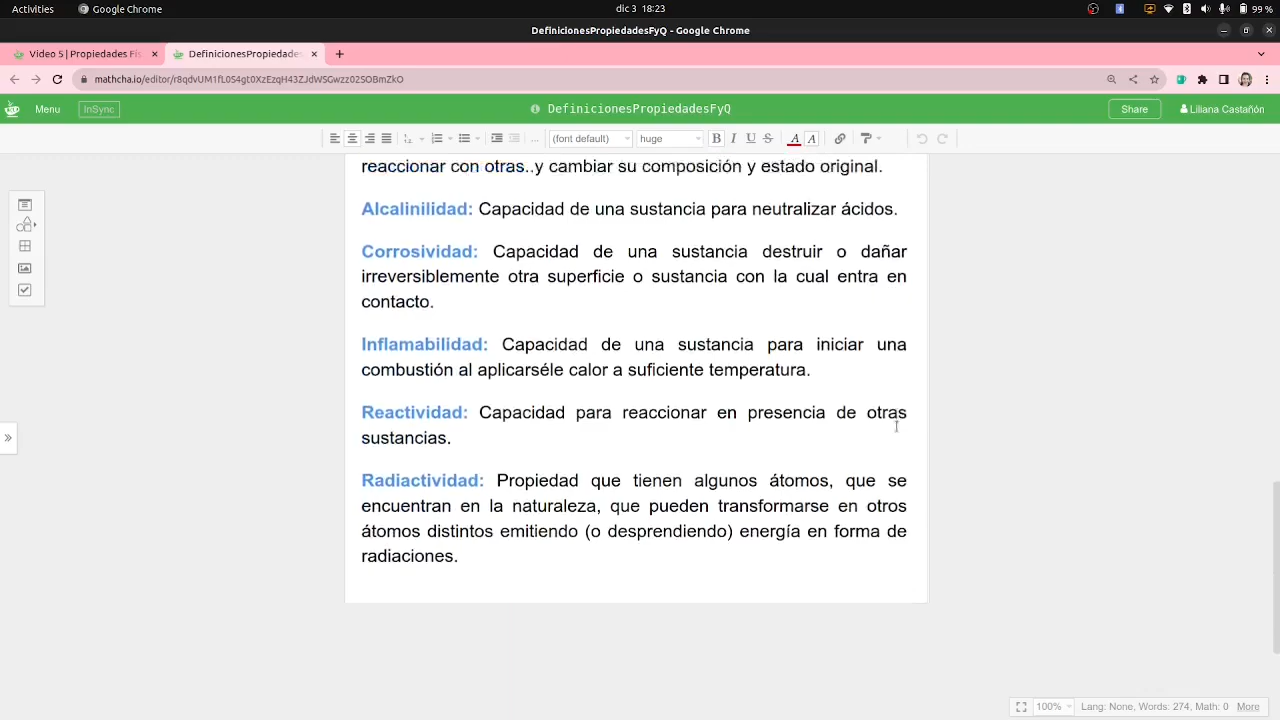 Activities
Google Chrome
dic 3 18:23
99 %
DefinicionesPropiedadesFyQ - Google Chrome
Video 5 | Propiedades Fís
DefinicionesPropiedades
mathcha.io/editor/r8qdvUM1fL0S4gt0XzEzqH43ZJdWSGwzz02SOBmZkO
Menu
InSync
DefinicionesPropiedadesFyQ
Share
Liliana Castañón
(font default)
huge
B I U S A A
reaccionar con otras..y cambiar su composición y estado original.
Alcalinilidad: Capacidad de una sustancia para neutralizar ácidos.
Corrosividad: Capacidad de una sustancia destruir o dañar
irreversiblemente otra superficie o sustancia con la cual entra en
contacto.
Inflamabilidad: Capacidad de una sustancia para iniciar una
combustión al aplicarséle calor a suficiente temperatura.
Reactividad: Capacidad para reaccionar en presencia de otras
sustancias.
Radiactividad: Propiedad que tienen algunos átomos, que se
encuentran en la naturaleza, que pueden transformarse en otros
átomos distintos emitiendo (o desprendiendo) energía en forma de
radiaciones.
100%
Lang: None, Words: 274, Math: 0 More